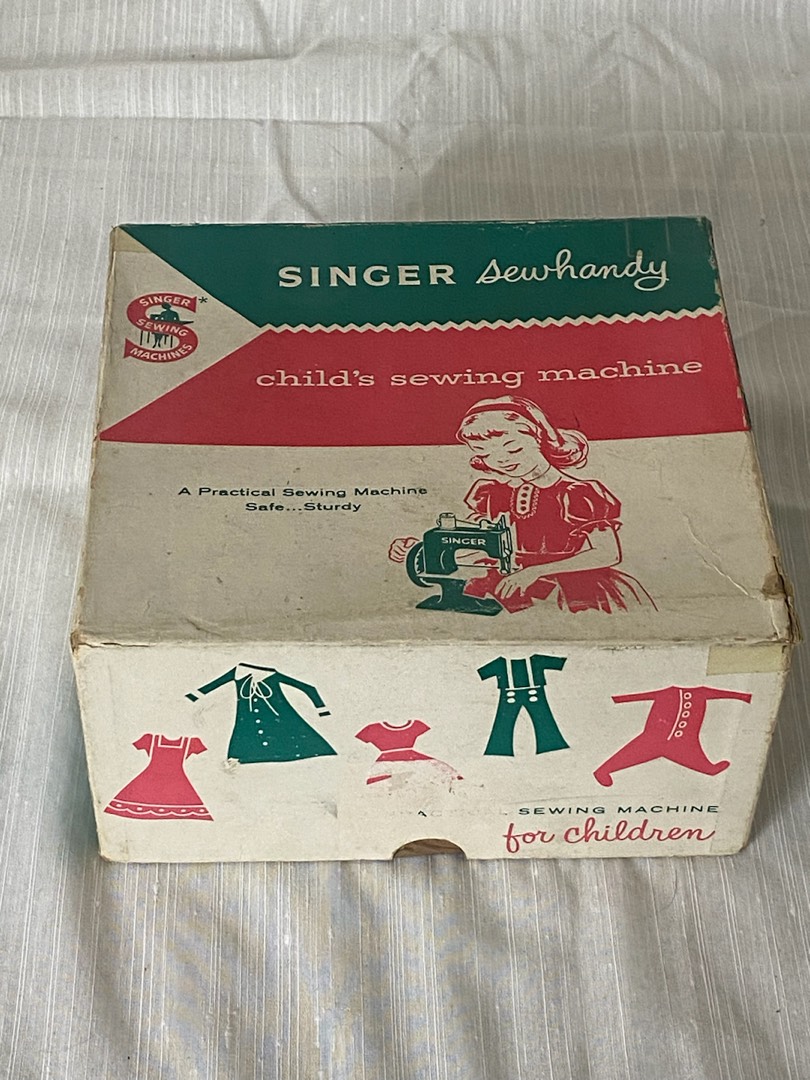 SINGER sewhandy
SINGER *
SEWING
MACHINES
child's sewing machine
A Practical Sewing Machine
Safe...Sturdy
SINGER
SEWING MACHINE
for children